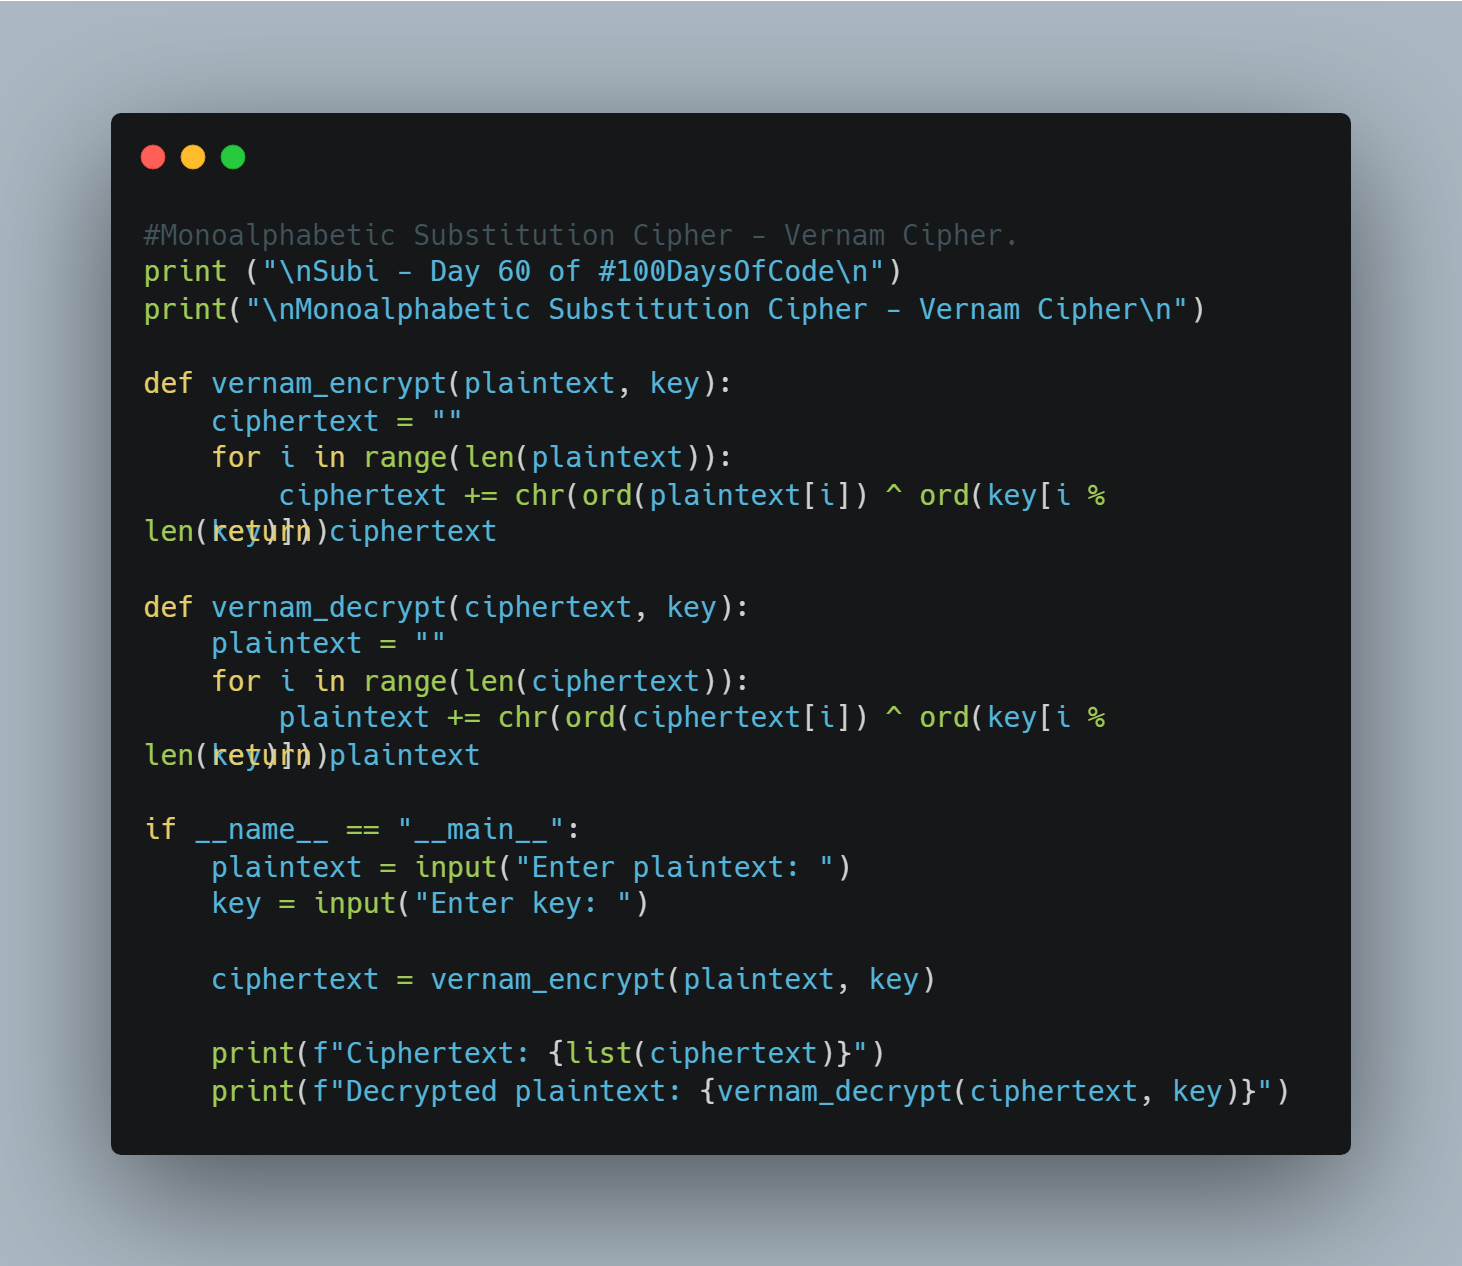 #Monoalphabetic Substitution Cipher - Vernam Cipher.
print ("\nSubi - Day 60 of #100DaysOfCode\n")
print("\nMonoalphabetic Substitution Cipher - Vernam Cipher\n")

def vernam_encrypt(plaintext, key):
    ciphertext = ""
    for i in range(len(plaintext)):
        ciphertext += chr(ord(plaintext[i]) ^ ord(key[i %
len(key)]))
    return ciphertext

def vernam_decrypt(ciphertext, key):
    plaintext = ""
    for i in range(len(ciphertext)):
        plaintext += chr(ord(ciphertext[i]) ^ ord(key[i %
len(key)]))
    return plaintext

if __name__ == "__main__":
    plaintext = input("Enter plaintext: ")
    key = input("Enter key: ")

    ciphertext = vernam_encrypt(plaintext, key)

    print(f"Ciphertext: {list(ciphertext)}")
    print(f"Decrypted plaintext: {vernam_decrypt(ciphertext, key)}")